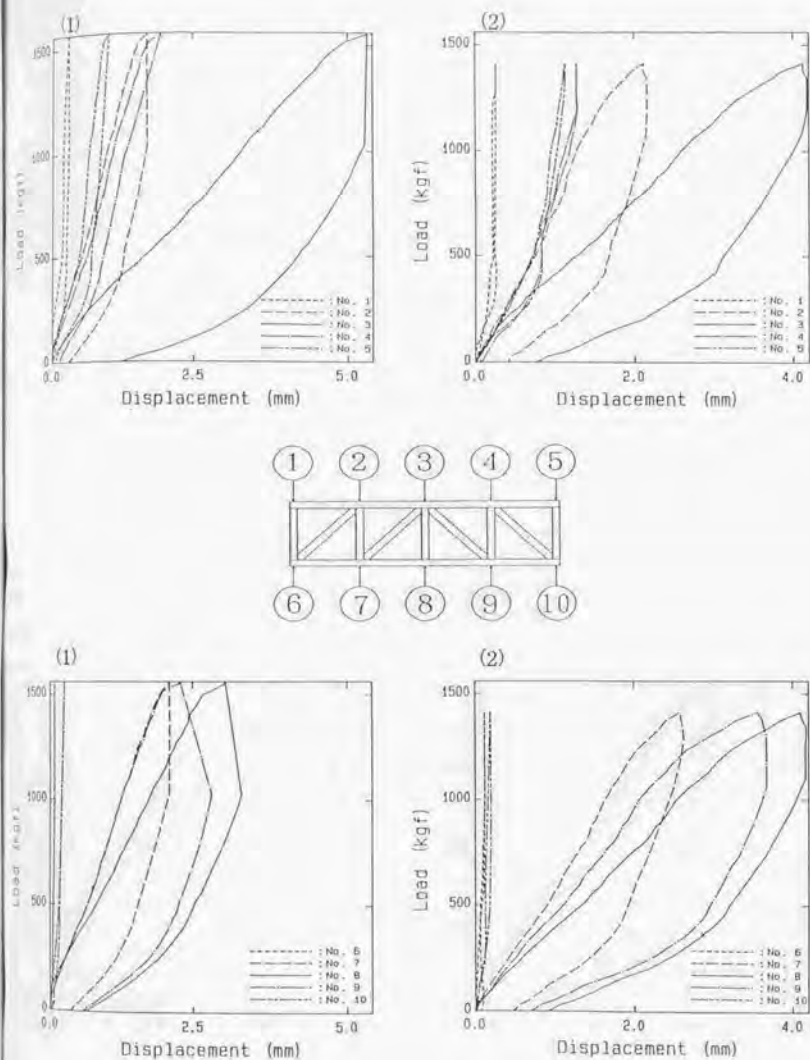 (1)
1500
1000
500
0
Load (kgf)
0.0 2.5 5.0
Displacement (mm)
:No. 1
:No. 2
:No. 3
:No. 4
:No. 5
(2)
1500
1000
500
0
Load (kgf)
0.0 2.0 4.0
Displacement (mm)
:No. 1
:No. 2
:No. 3
:No. 4
:No. 5
1 2 3 4 5
6 7 8 9 10
(1)
1500
1000
500
0
Load (kgf)
0.0 2.5 5.0
Displacement (mm)
:No. 6
:No. 7
:No. 8
:No. 9
:No. 10
(2)
1500
1000
500
0
Load (kgf)
0.0 2.0 4.0
Displacement (mm)
:No. 6
:No. 7
:No. 8
:No. 9
:No. 10